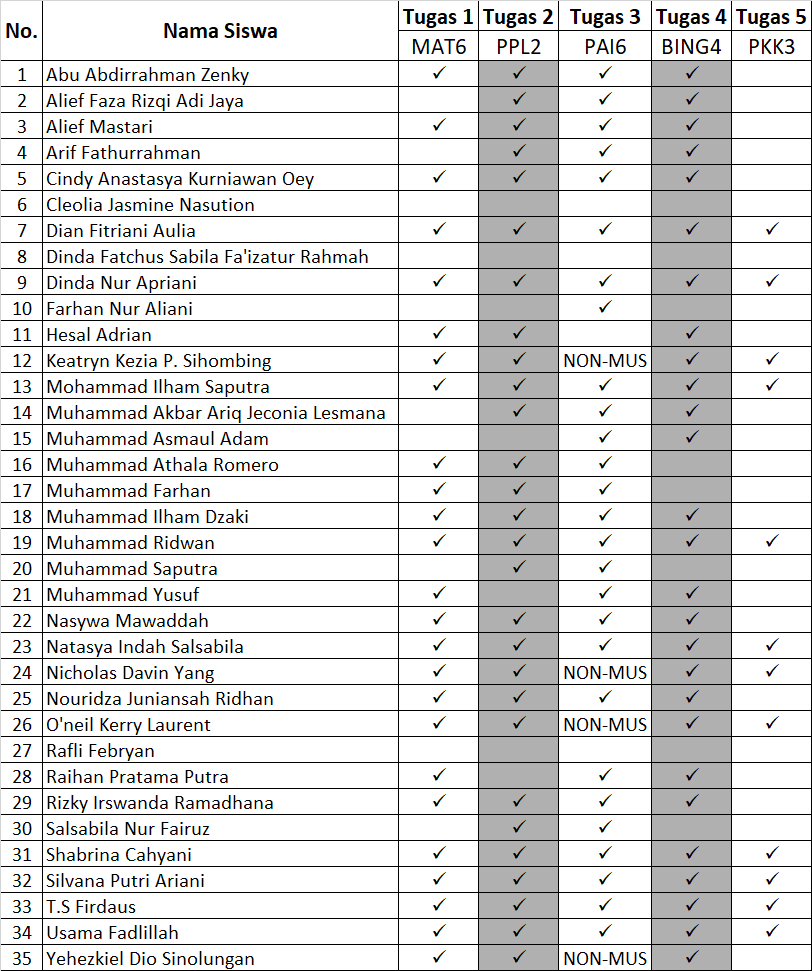 No. Nama Siswa Tugas 1 Tugas 2 Tugas 3 Tugas 4 Tugas 5
MAT6 PPL2 PAI6 BING4 PKK3
1 Abu Abdirrahman Zenky ✓ ✓ ✓ ✓
2 Alief Faza Rizqi Adi Jaya ✓ ✓ ✓
3 Alief Mastari ✓ ✓ ✓ ✓
4 Arif Fathurrahman ✓ ✓ ✓
5 Cindy Anastasya Kurniawan Oey ✓ ✓ ✓ ✓
6 Cleolia Jasmine Nasution
7 Dian Fitriani Aulia ✓ ✓ ✓ ✓ ✓
8 Dinda Fatchus Sabila Fa'izatur Rahmah
9 Dinda Nur Apriani ✓ ✓ ✓ ✓ ✓
10 Farhan Nur Aliani ✓
11 Hesal Adrian ✓ ✓ ✓
12 Keatryn Kezia P. Sihombing ✓ ✓ NON-MUS ✓ ✓
13 Mohammad Ilham Saputra ✓ ✓ ✓ ✓ ✓
14 Muhammad Akbar Ariq Jeconia Lesmana ✓ ✓ ✓
15 Muhammad Asmaul Adam ✓ ✓
16 Muhammad Athala Romero ✓ ✓ ✓
17 Muhammad Farhan ✓ ✓ ✓
18 Muhammad Ilham Dzaki ✓ ✓ ✓ ✓
19 Muhammad Ridwan ✓ ✓ ✓ ✓ ✓
20 Muhammad Saputra ✓ ✓
21 Muhammad Yusuf ✓ ✓ ✓
22 Nasywa Mawaddah ✓ ✓ ✓ ✓
23 Natasya Indah Salsabila ✓ ✓ ✓ ✓ ✓
24 Nicholas Davin Yang ✓ ✓ NON-MUS ✓ ✓
25 Nouridza Juniansah Ridhan ✓ ✓ ✓ ✓
26 O'neil Kerry Laurent ✓ ✓ NON-MUS ✓ ✓
27 Rafli Febryan
28 Raihan Pratama Putra ✓ ✓ ✓
29 Rizky Irswanda Ramadhana ✓ ✓ ✓ ✓
30 Salsabila Nur Fairuz ✓ ✓
31 Shabrina Cahyani ✓ ✓ ✓ ✓ ✓
32 Silvana Putri Ariani ✓ ✓ ✓ ✓ ✓
33 T.S Firdaus ✓ ✓ ✓ ✓ ✓
34 Usama Fadlillah ✓ ✓ ✓ ✓ ✓
35 Yehezkiel Dio Sinolungan ✓ ✓ NON-MUS ✓